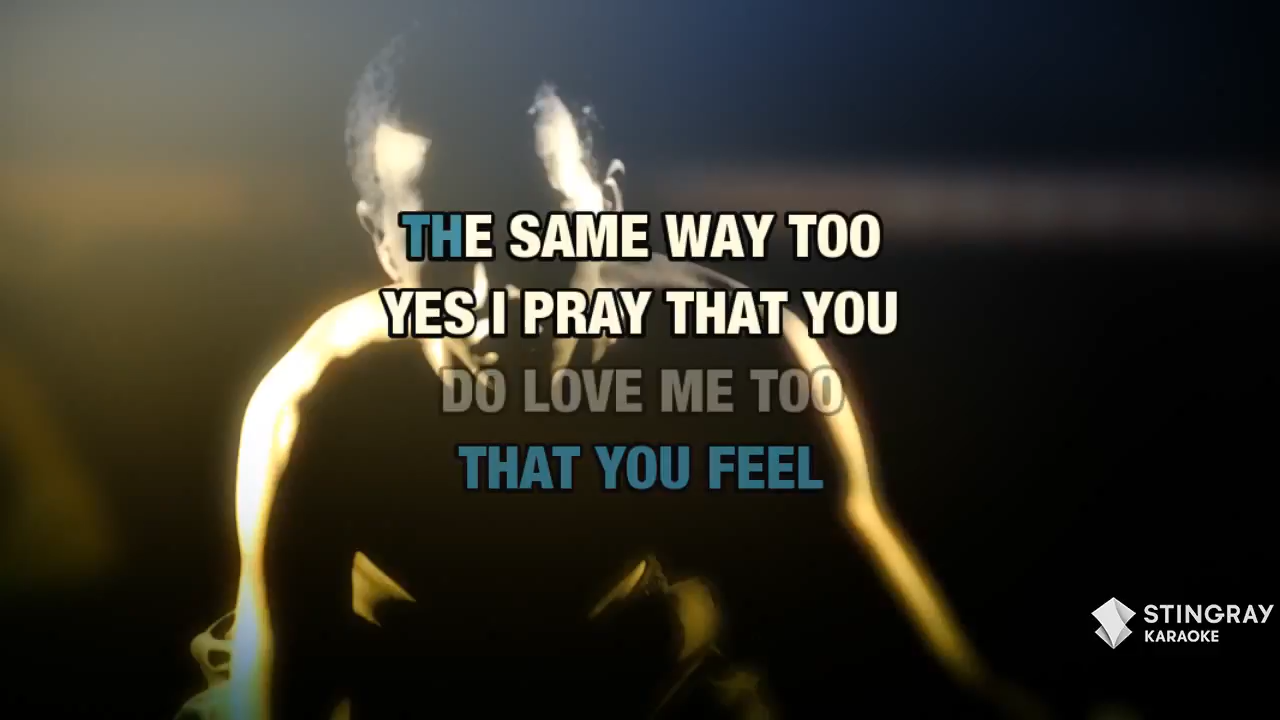 THE SAME WAY TOO
YES I PRAY THAT YOU
DO LOVE ME TOO
THAT YOU FEEL
STINGRAY
KARAOKE